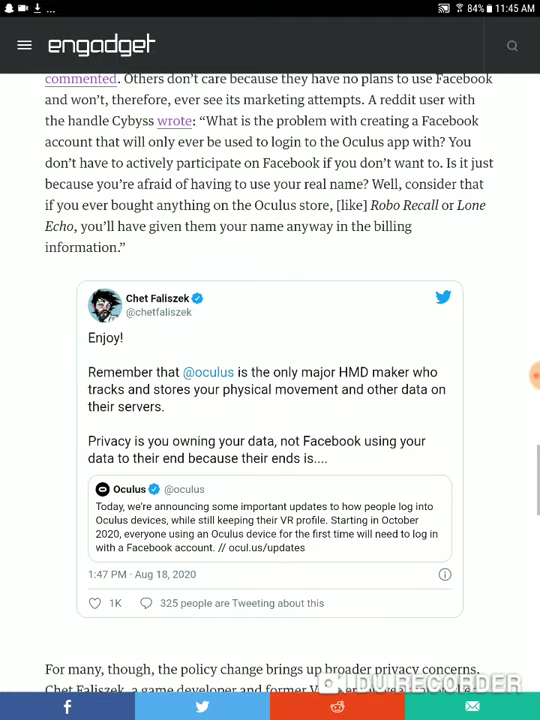 84% 11:45 AM
engadget
commented. Others don't care because they have no plans to use Facebook
and won't, therefore, ever see its marketing attempts. A reddit user with
the handle Cybyss wrote: “What is the problem with creating a Facebook
account that will only ever be used to login to the Oculus app with? You
don't have to actively participate on Facebook if you don't want to. Is it just
because you're afraid of having to use your real name? Well, consider that
if you ever bought anything on the Oculus store, [like] Robo Recall or Lone
Echo, you'll have given them your name anyway in the billing
information.”
Chet Faliszek
@chetfaliszek
Enjoy!
Remember that @oculus is the only major HMD maker who
tracks and stores your physical movement and other data on
their servers.
Privacy is you owning your data, not Facebook using your
data to their end because their ends is....
Oculus @oculus
Today, we're announcing some important updates to how people log into
Oculus devices, while still keeping their VR profile. Starting in October
2020, everyone using an Oculus device for the first time will need to log in
with a Facebook account. // ocul.us/updates
1:47 PM · Aug 18, 2020
1K 325 people are Tweeting about this
For many, though, the policy change brings up broader privacy concerns.
Chet Faliszek, a game developer and former
DU RECORDER